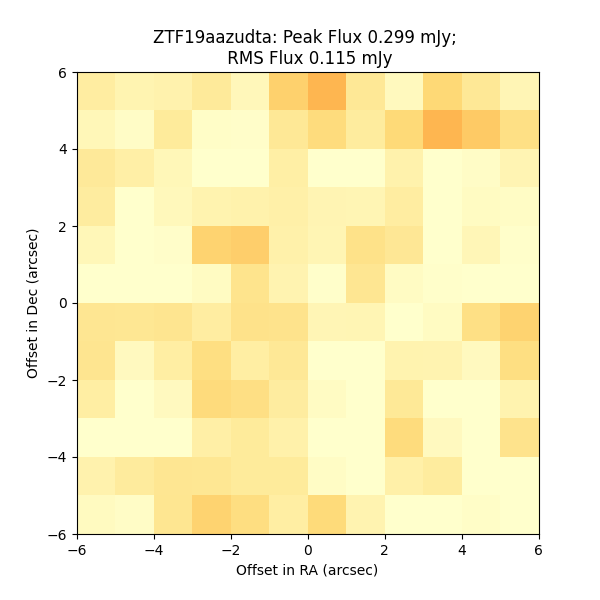 ZTF19aazudta: Peak Flux 0.299 mJy;
RMS Flux 0.115 mJy
6
4
2
0
−2
−4
−6
Offset in Dec (arcsec)
−6 −4 −2 0 2 4 6
Offset in RA (arcsec)